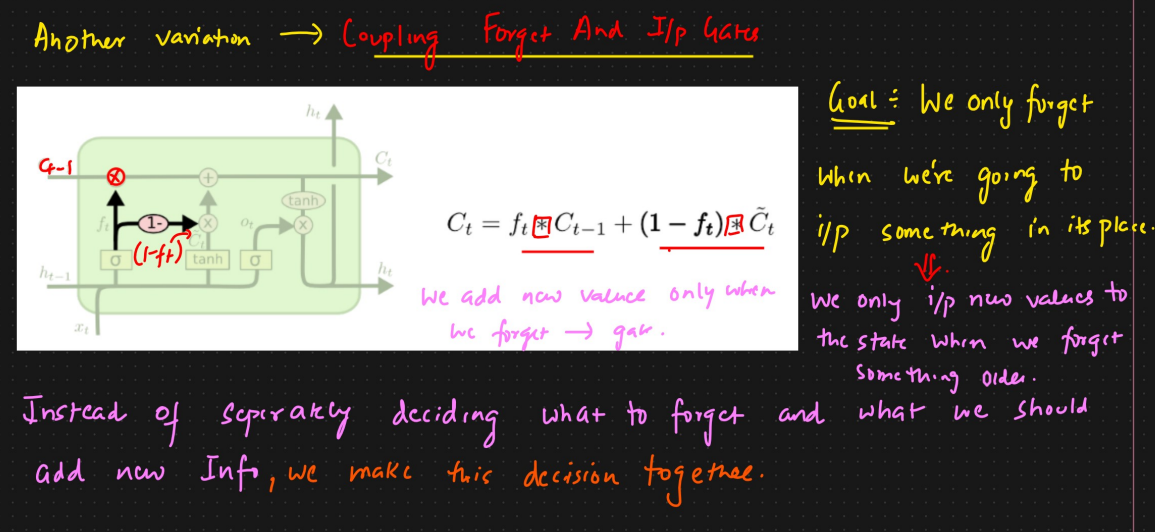 Another variation → Coupling Forget And I/p Gates
Goal : We only forget
when we're going to
i/p something in its place.
⇓
We only i/p new values to
the state when we forget
something older.
h_t
C_{t-1} C_t
⊗ +
tanh
f_t 1- × o_t ×
(1-f_t) C̃_t
σ tanh σ
h_{t-1} h_t
x_t
C_t = f_t * C_{t-1} + (1 − f_t) * C̃_t
We add new value only when
we forget →
Instead of seperately deciding what to forget and what we should
add new Info, we make this decision together.